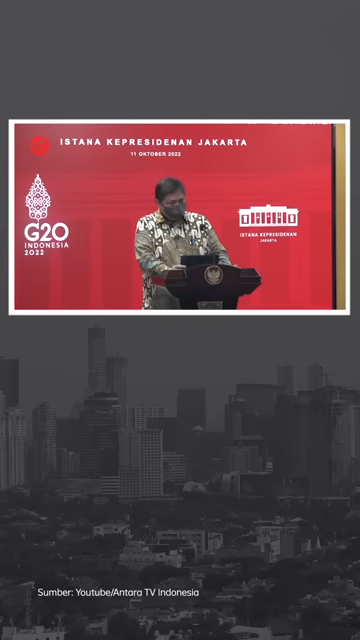 ISTANA KEPRESIDENAN JAKARTA
11 OKTOBER 2022
G20
INDONESIA
2022
ISTANA KEPRESIDENAN
JAKARTA
Sumber: Youtube/Antara TV Indonesia